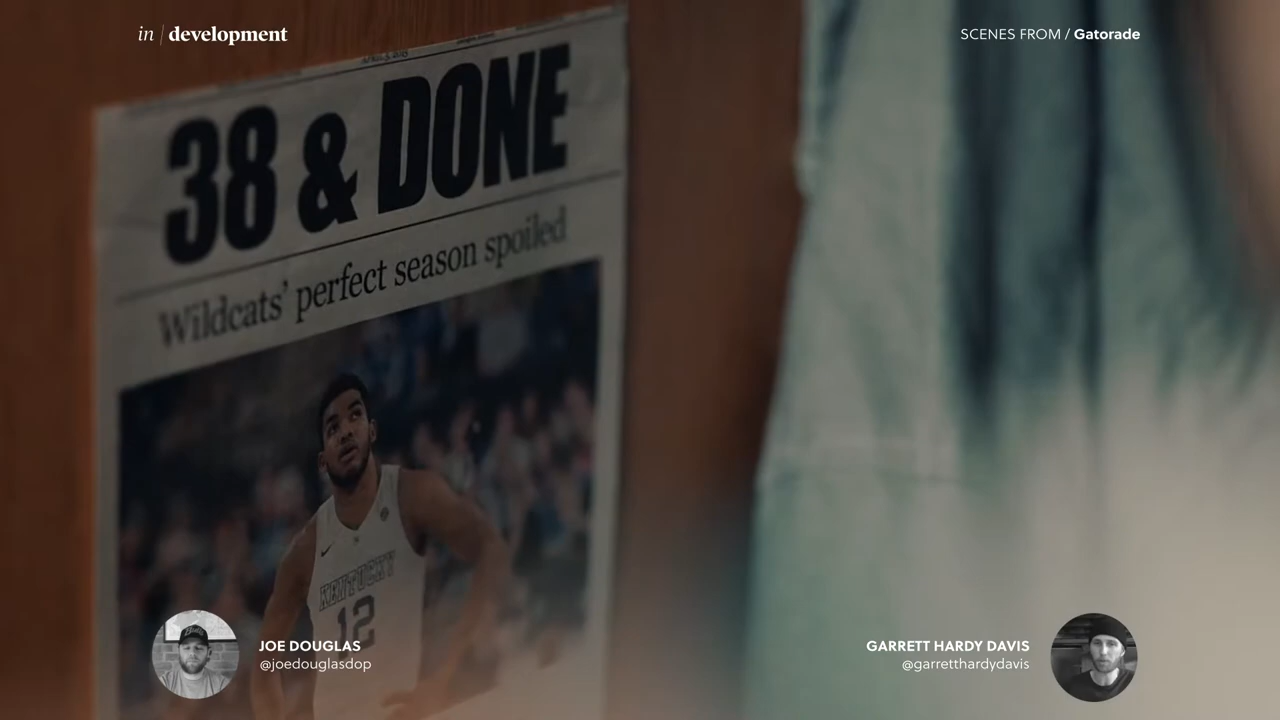 in | development
SCENES FROM / Gatorade
38 & DONE
Wildcats' perfect season spoiled
KENTUCKY
12
JOE DOUGLAS
@joedouglasdop
GARRETT HARDY DAVIS
@garretthardydavis